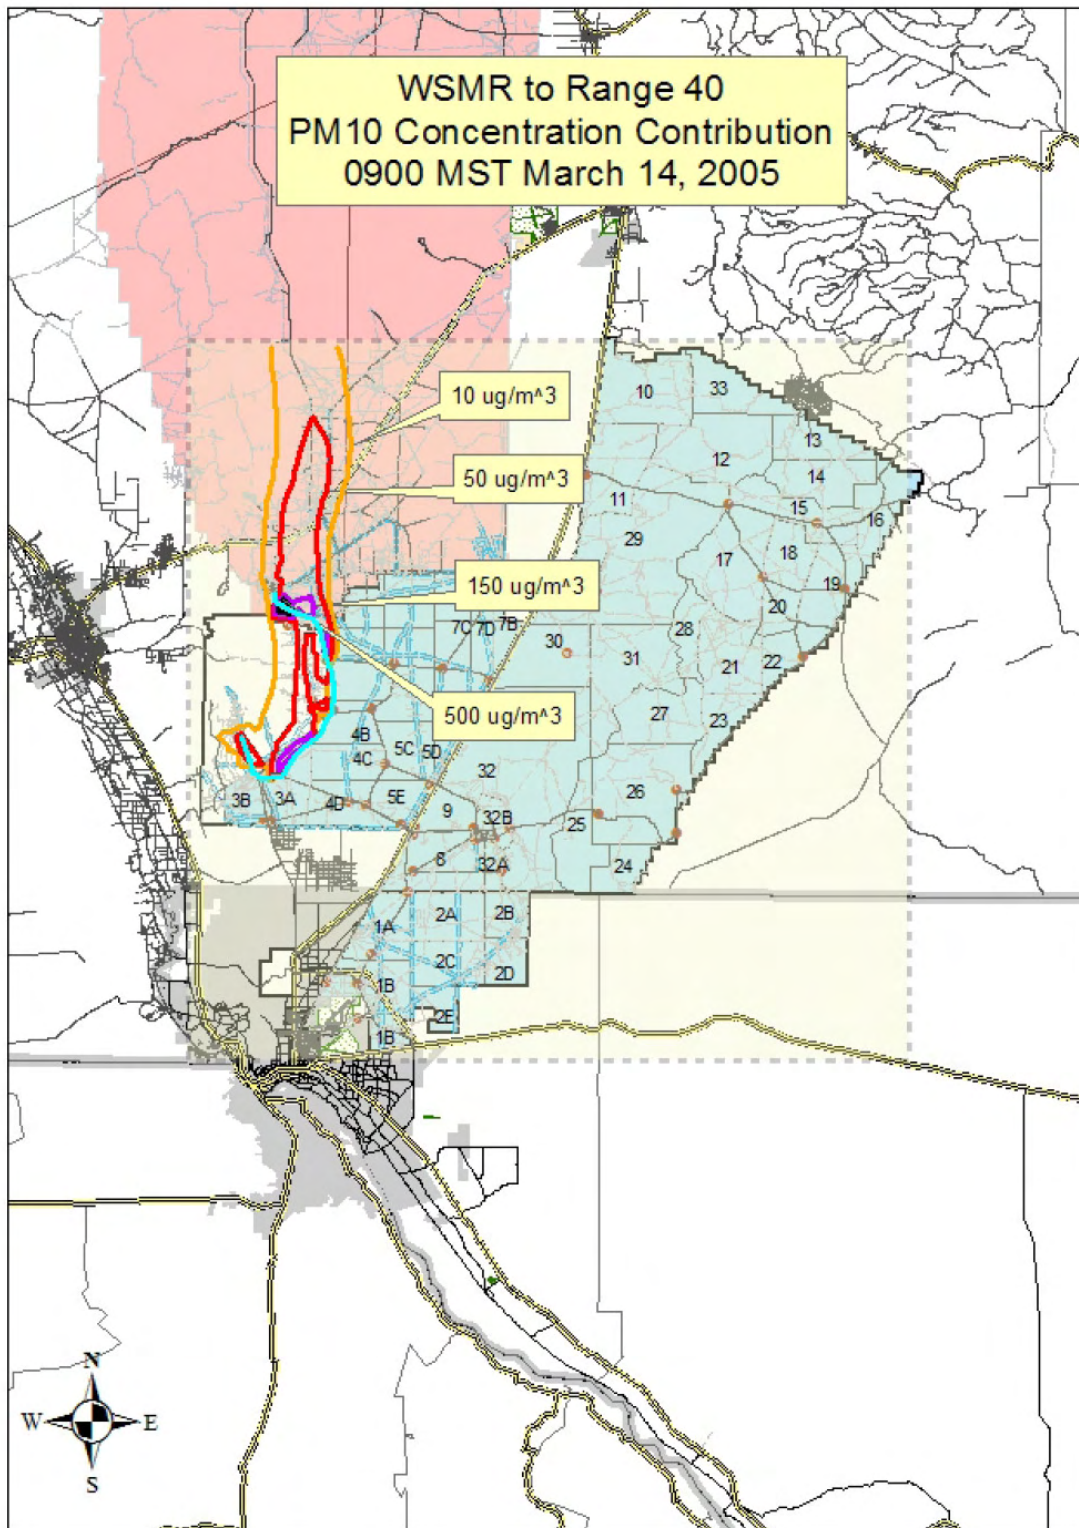 WSMR to Range 40
PM10 Concentration Contribution
0900 MST March 14, 2005
10 ug/m^3
50 ug/m^3
150 ug/m^3
500 ug/m^3
10
33
13
12
14
11
15
16
29
17
18
19
20
7C
7D
7B
30
28
31
21
22
27
23
4B
4C
5C
5D
32
3B
3A
4D
5E
9
32B
25
26
8
32A
24
1A
2A
2B
2C
2D
1B
2E
1B
N
W
E
S